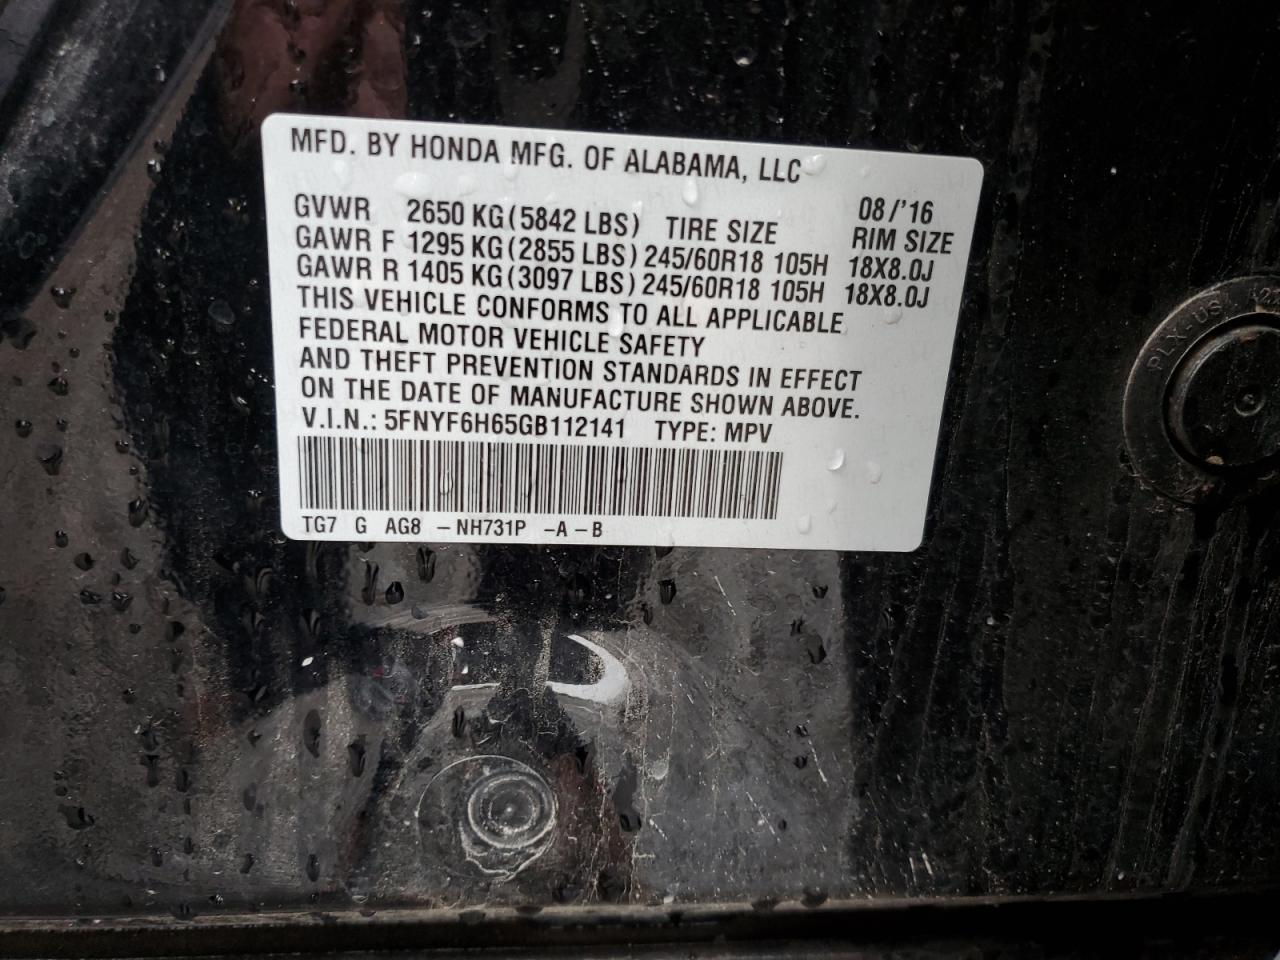 MFD. BY HONDA MFG. OF ALABAMA, LLC
08/'16
GVWR 2650 KG (5842 LBS) TIRE SIZE RIM SIZE
GAWR F 1295 KG (2855 LBS) 245/60R18 105H 18X8.0J
GAWR R 1405 KG (3097 LBS) 245/60R18 105H 18X8.0J
THIS VEHICLE CONFORMS TO ALL APPLICABLE
FEDERAL MOTOR VEHICLE SAFETY
AND THEFT PREVENTION STANDARDS IN EFFECT
ON THE DATE OF MANUFACTURE SHOWN ABOVE.
V.I.N.: 5FNYF6H65GB112141 TYPE: MPV
TG7 G AG8 -NH731P -A -B
PLX-US